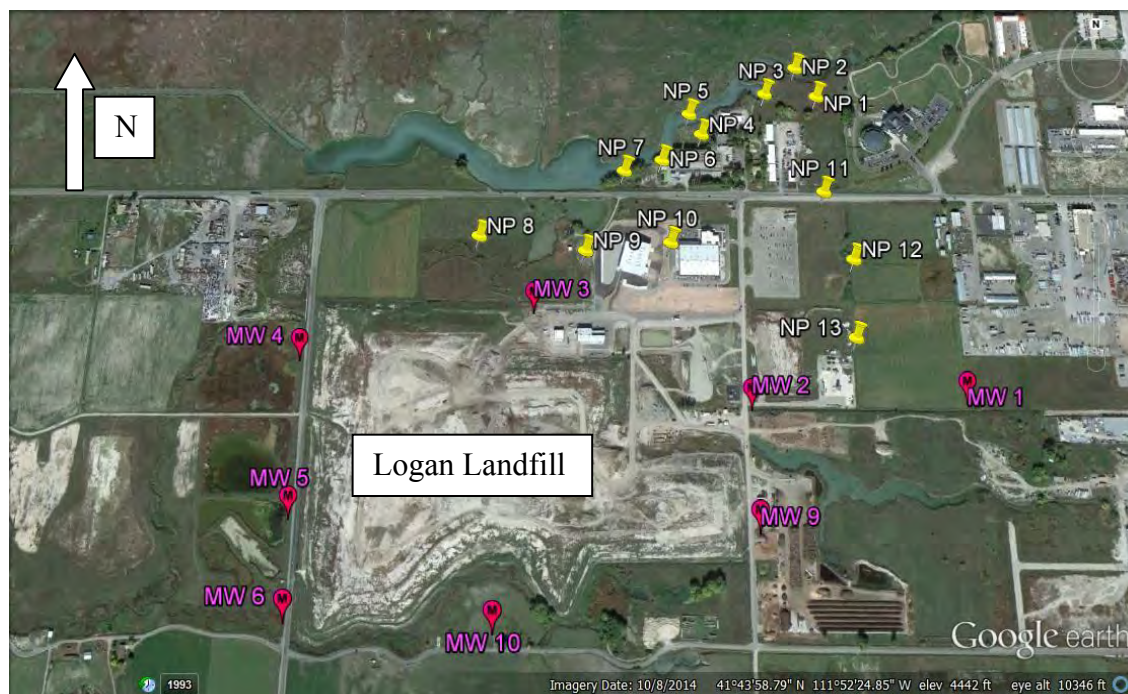 N
N
NP 2
NP 3
NP 1
NP 5
NP 4
NP 7
NP 6
NP 11
NP 8
NP 10
NP 9
NP 12
MW 3
NP 13
MW 4
MW 2
MW 1
Logan Landfill
MW 5
MW 9
MW 6
MW 10
Google earth
1993
Imagery Date: 10/8/2014 41°43'58.79" N 111°52'24.85" W elev 4442 ft eye alt 10346 ft